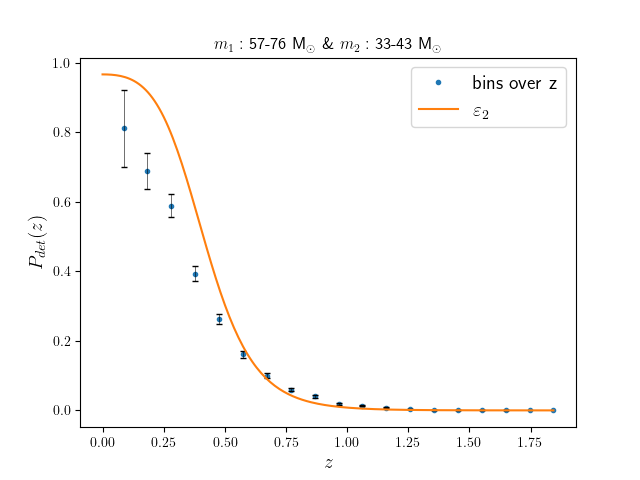 m₁ : 57-76 M⊙ & m₂ : 33-43 M⊙
1.0
0.8
0.6
0.4
0.2
0.0
P_det(z)
bins over z
ε₂
0.00 0.25 0.50 0.75 1.00 1.25 1.50 1.75
z